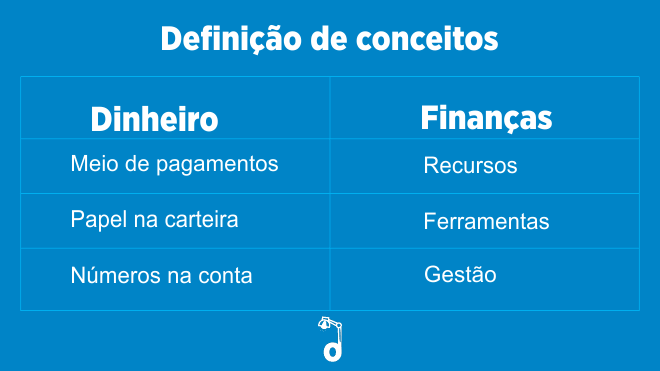 Definição de conceitos
Dinheiro Finanças
Meio de pagamentos Recursos
Papel na carteira Ferramentas
Números na conta Gestão
d